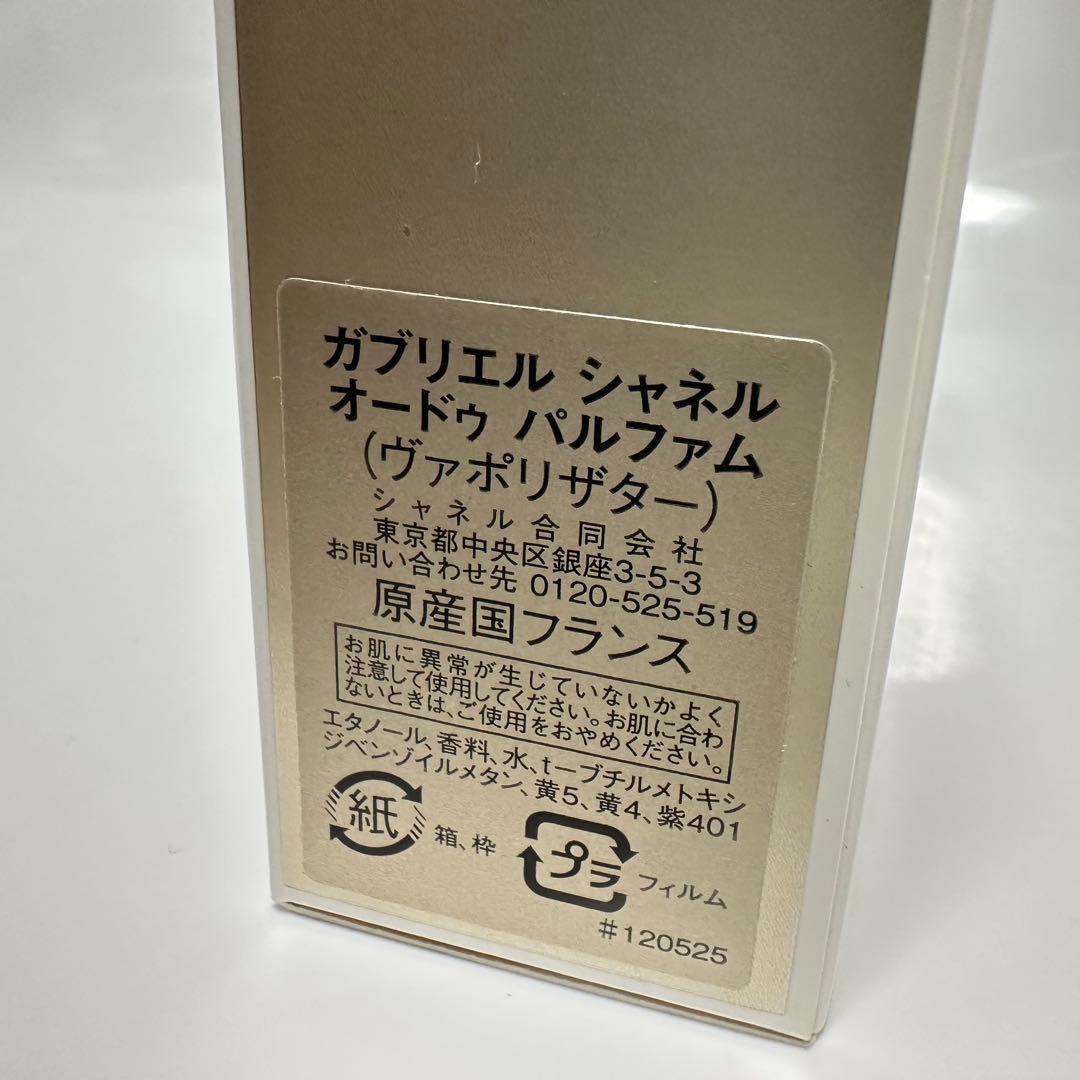 ガブリエル シャネル
オードゥ パルファム
(ヴァポリザター)
シャネル合同会社
東京都中央区銀座3-5-3
お問い合わせ先 0120-525-519
原産国フランス
お肌に異常が生じていないかよく
注意して使用してください。お肌に合わ
ないときは、ご使用をおやめください。
エタノール、香料、水、t-ブチルメトキシ
ジベンゾイルメタン、黄5、黄4、紫401
紙 箱、枠 プラ フィルム
#120525